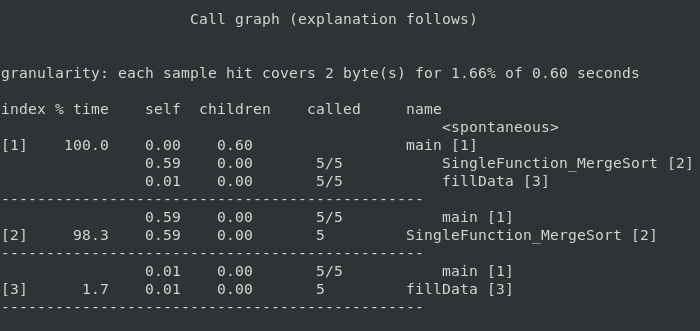 Call graph (explanation follows)
granularity: each sample hit covers 2 byte(s) for 1.66% of 0.60 seconds
index % time    self  children    called     name
                                                 <spontaneous>
[1]    100.0    0.00    0.60                 main [1]
                0.59    0.00       5/5           SingleFunction_MergeSort [2]
                0.01    0.00       5/5           fillData [3]
-----------------------------------------------
                0.59    0.00       5/5           main [1]
[2]     98.3    0.59    0.00       5         SingleFunction_MergeSort [2]
-----------------------------------------------
                0.01    0.00       5/5           main [1]
[3]      1.7    0.01    0.00       5         fillData [3]
-----------------------------------------------